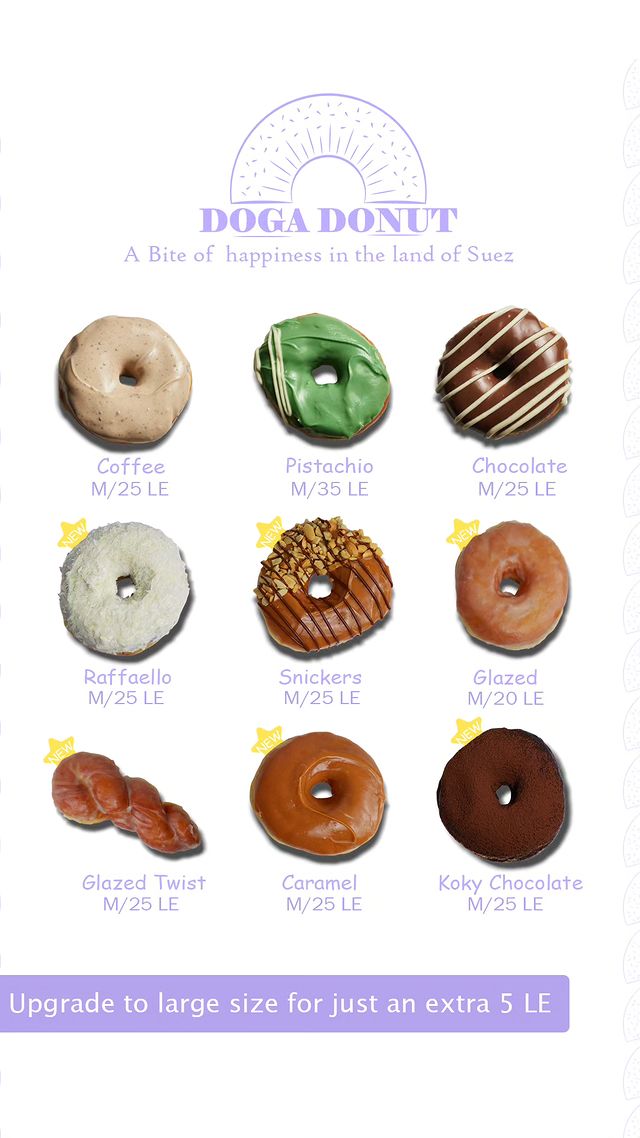 DOGA DONUT
A Bite of happiness in the land of Suez
Coffee
M/25 LE
Pistachio
M/35 LE
Chocolate
M/25 LE
NEW
Raffaello
M/25 LE
NEW
Snickers
M/25 LE
NEW
Glazed
M/20 LE
NEW
Glazed Twist
M/25 LE
NEW
Caramel
M/25 LE
NEW
Koky Chocolate
M/25 LE
Upgrade to large size for just an extra 5 LE